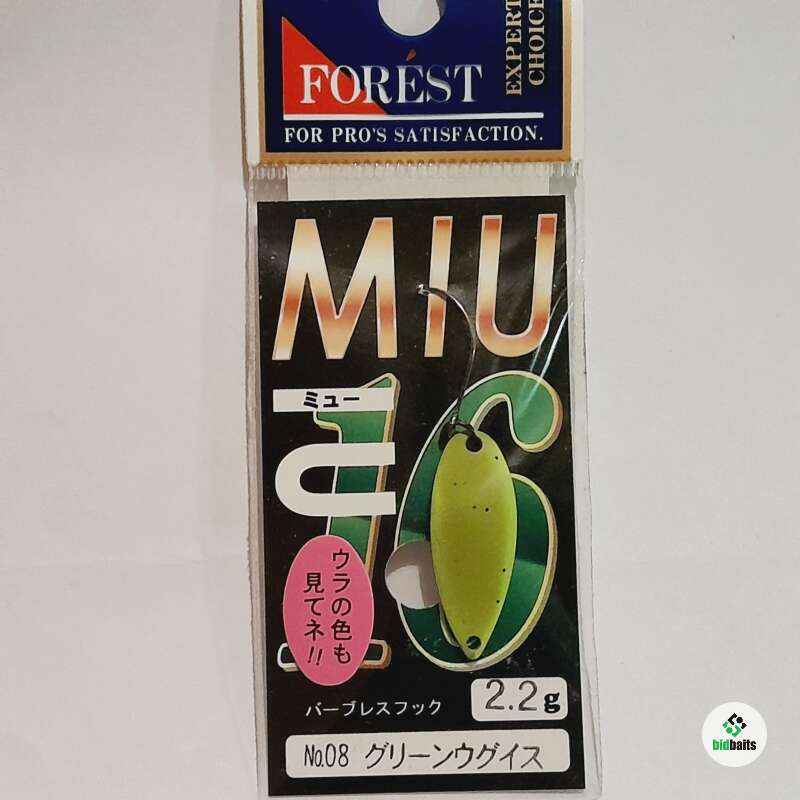 EXPERT
CHOICE
FORÉST
FOR PRO'S SATISFACTION.
MIU
ミュー
16
ウラの色も
見てネ!!
バーブレスフック
2.2g
No.08 グリーンウグイス
bidbaits